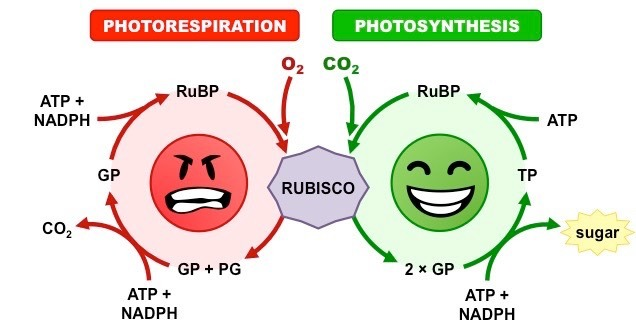 PHOTORESPIRATION
PHOTOSYNTHESIS
O₂
CO₂
RuBP
RuBP
ATP +
NADPH
ATP
GP
RUBISCO
TP
CO₂
sugar
GP + PG
2 × GP
ATP +
NADPH
ATP +
NADPH